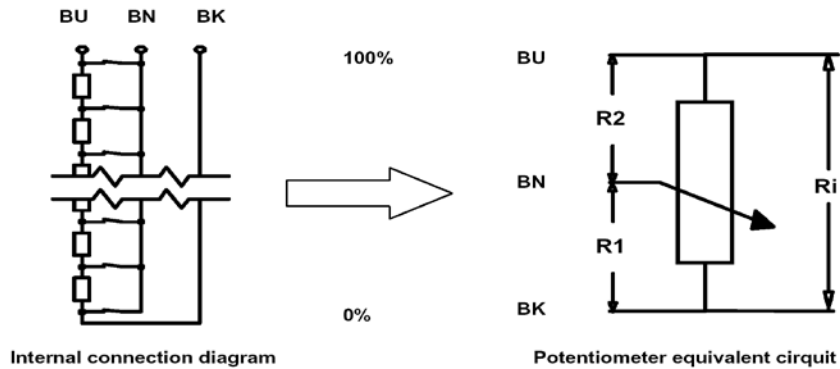 BU BN BK
100%
BU
R2
BN
Ri
R1
0%
BK
Internal connection diagram
Potentiometer equivalent cirquit